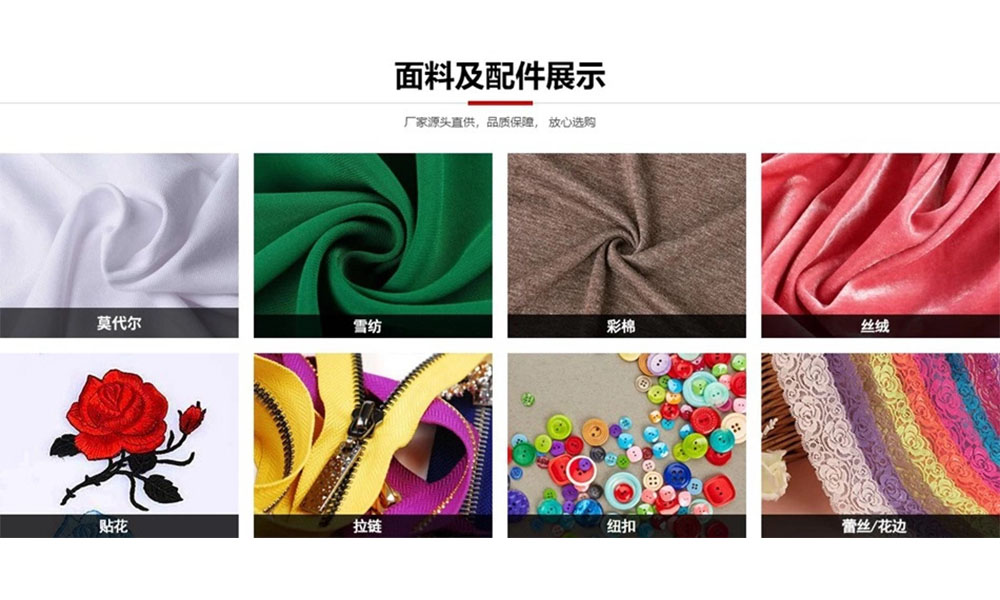 面料及配件展示
厂家源头直供，品质保障， 放心选购
莫代尔
雪纺
彩棉
丝绒
贴花
拉链
纽扣
蕾丝/花边